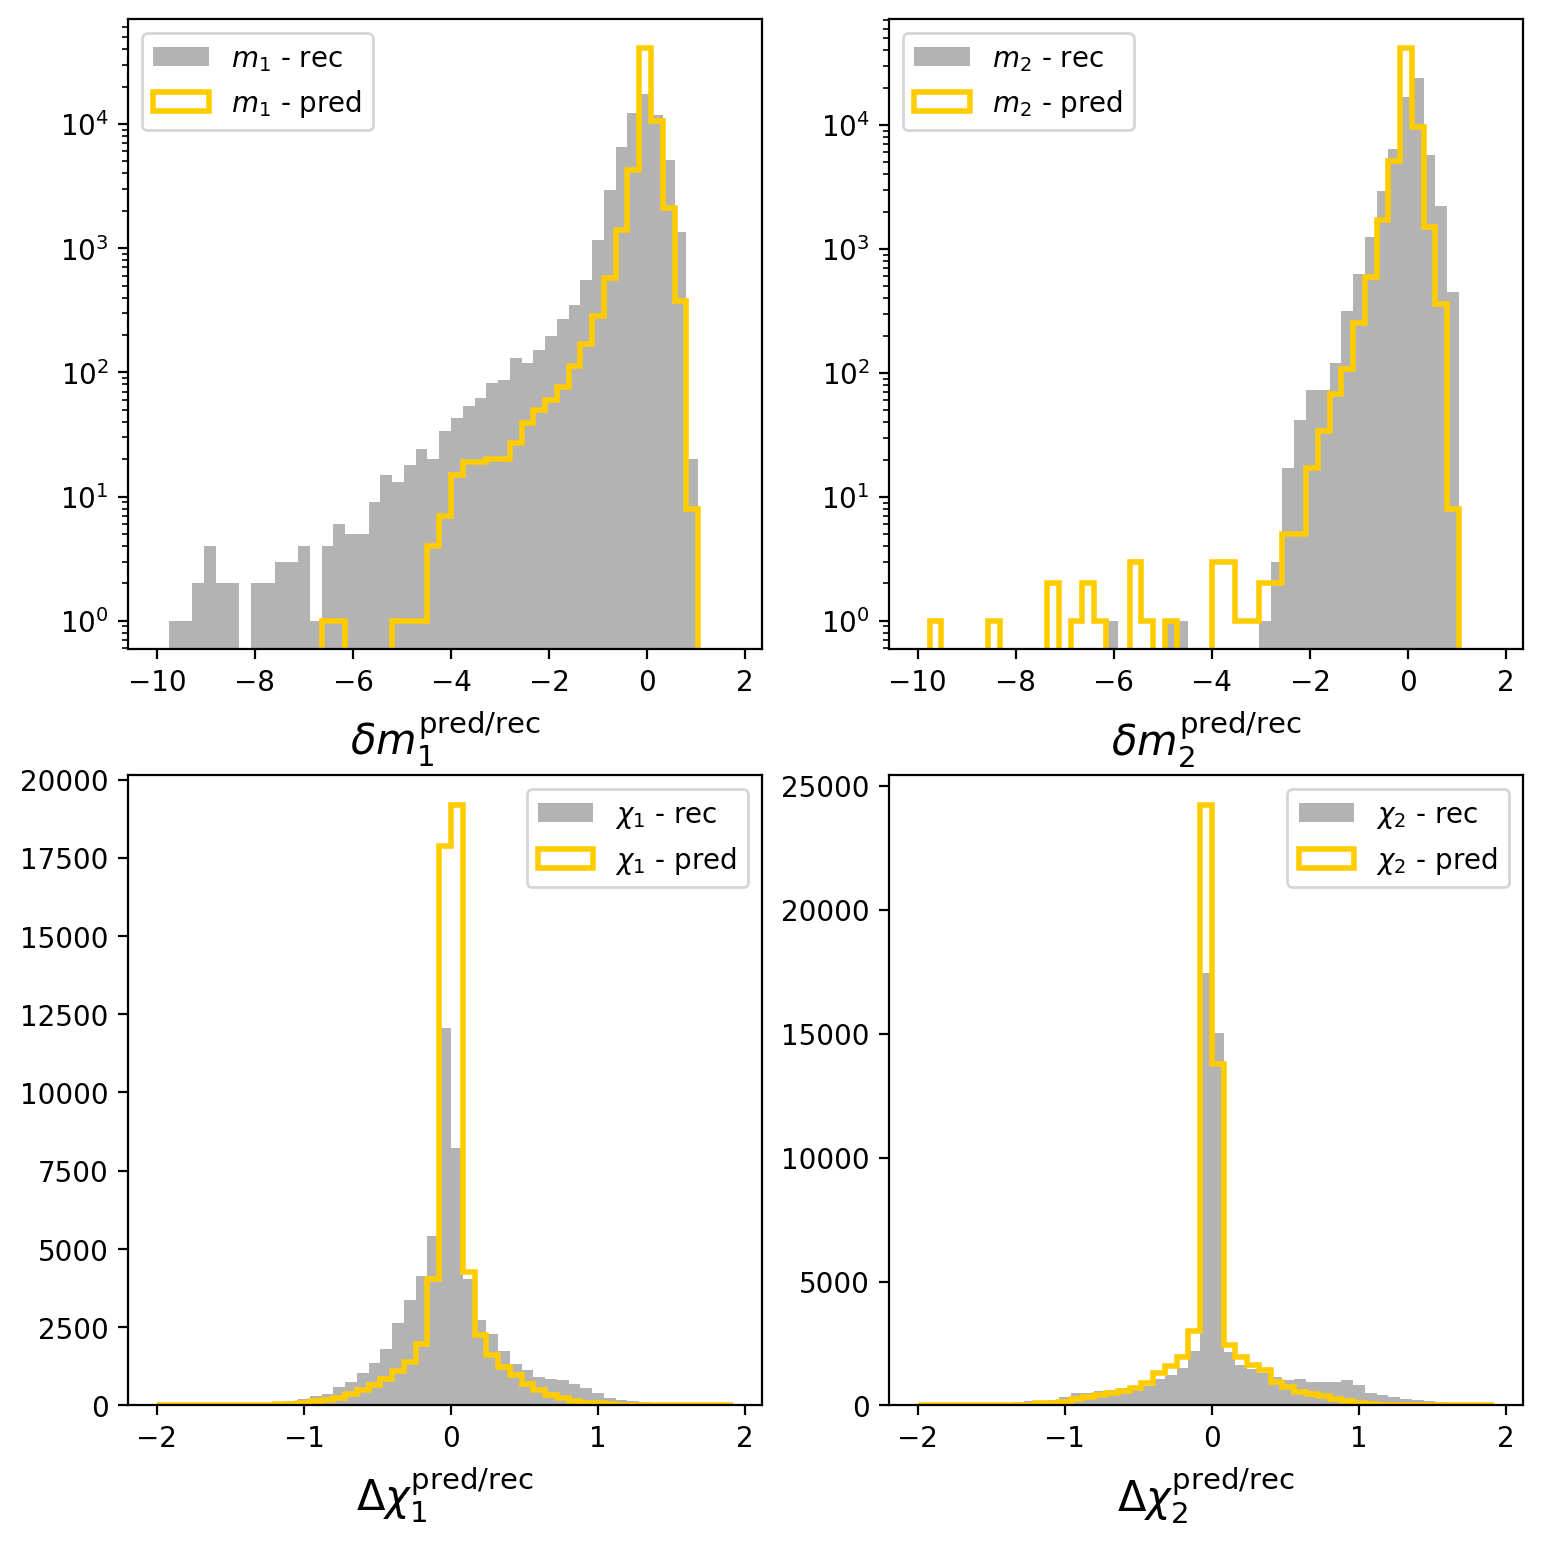 m₁ - rec
m₁ - pred
10⁴
10³
10²
10¹
10⁰
−10 −8 −6 −4 −2 0 2
δm₁^pred/rec
m₂ - rec
m₂ - pred
10⁴
10³
10²
10¹
10⁰
−10 −8 −6 −4 −2 0 2
δm₂^pred/rec
χ₁ - rec
χ₁ - pred
20000
17500
15000
12500
10000
7500
5000
2500
0
−2 −1 0 1 2
Δχ₁^pred/rec
χ₂ - rec
χ₂ - pred
25000
20000
15000
10000
5000
0
−2 −1 0 1 2
Δχ₂^pred/rec